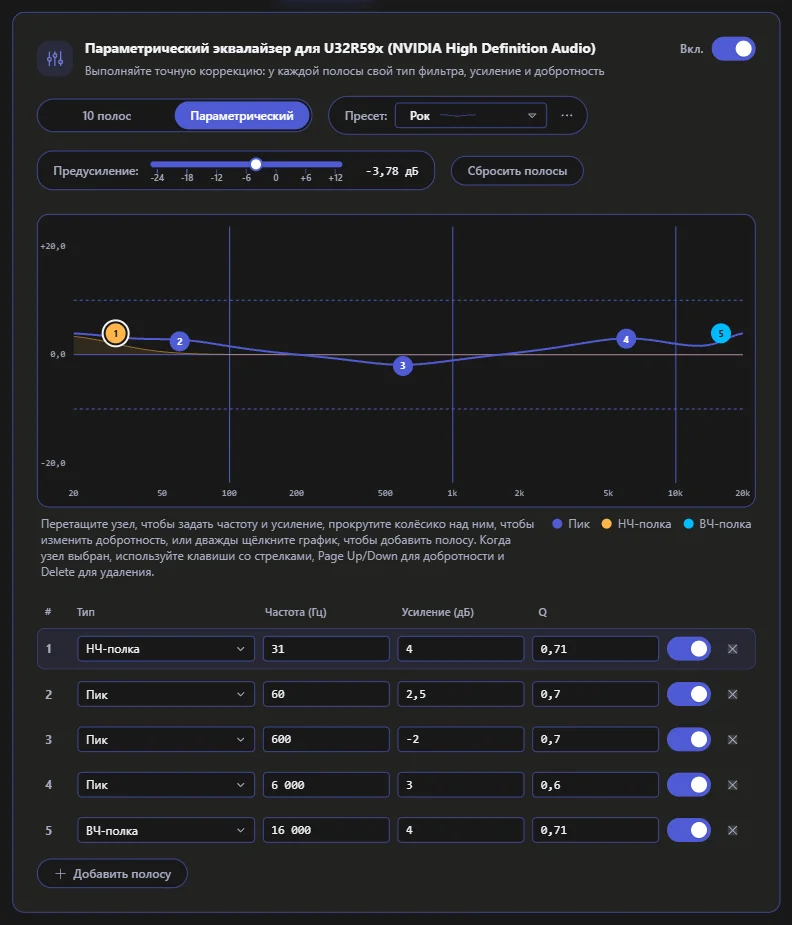 Параметрический эквалайзер для U32R59x (NVIDIA High Definition Audio)
Вкл.
Выполняйте точную коррекцию: у каждой полосы свой тип фильтра, усиление и добротность
10 полос
Параметрический
Пресет:
Рок
...
Предусиление:
-24 -18 -12 -6 0 +6 +12
-3,78 дБ
Сбросить полосы
+20,0
0,0
-20,0
1
2
3
4
5
20 50 100 200 500 1k 2k 5k 10k 20k
Перетащите узел, чтобы задать частоту и усиление, прокрутите колёсико над ним, чтобы
изменить добротность, или дважды щёлкните график, чтобы добавить полосу. Когда
узел выбран, используйте клавиши со стрелками, Page Up/Down для добротности и
Delete для удаления.
Пик НЧ-полка ВЧ-полка
# Тип Частота (Гц) Усиление (дБ) Q
1 НЧ-полка 31 4 0,71
2 Пик 60 2,5 0,7
3 Пик 600 -2 0,7
4 Пик 6 000 3 0,6
5 ВЧ-полка 16 000 4 0,71
Добавить полосу